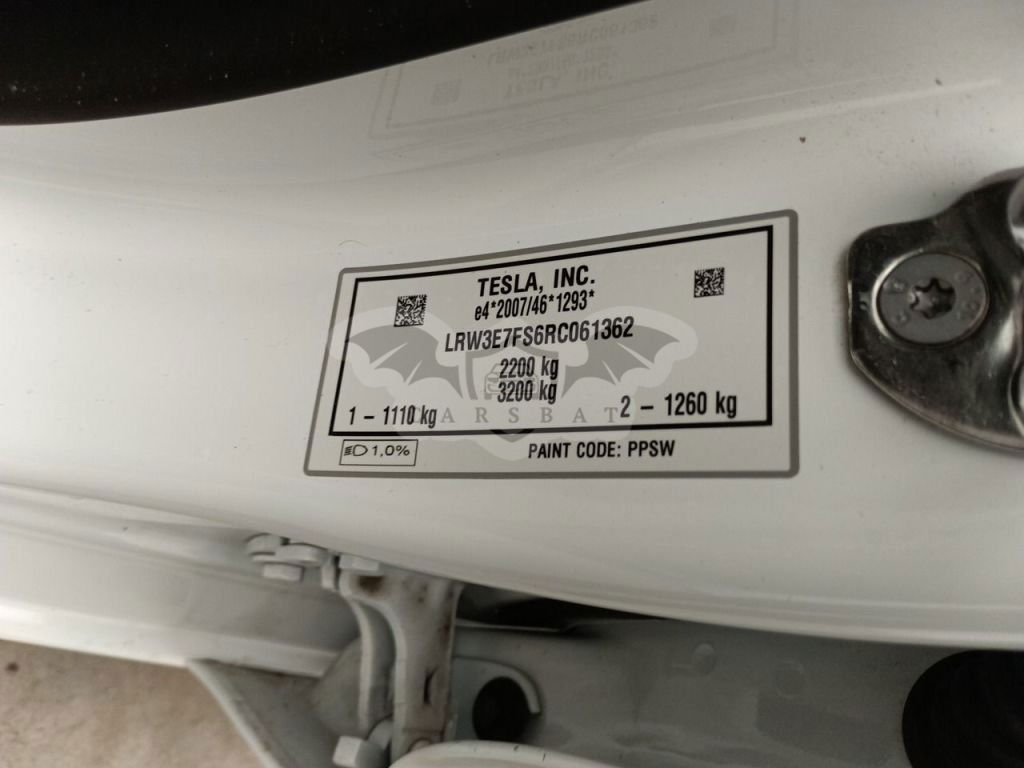 TESLA, INC.
e4*2007/46*1293*
LRW3E7FS6RC061362
2200 kg
3200 kg
1 – 1110 kg
2 – 1260 kg
CARSBAT
1,0%
PAINT CODE: PPSW